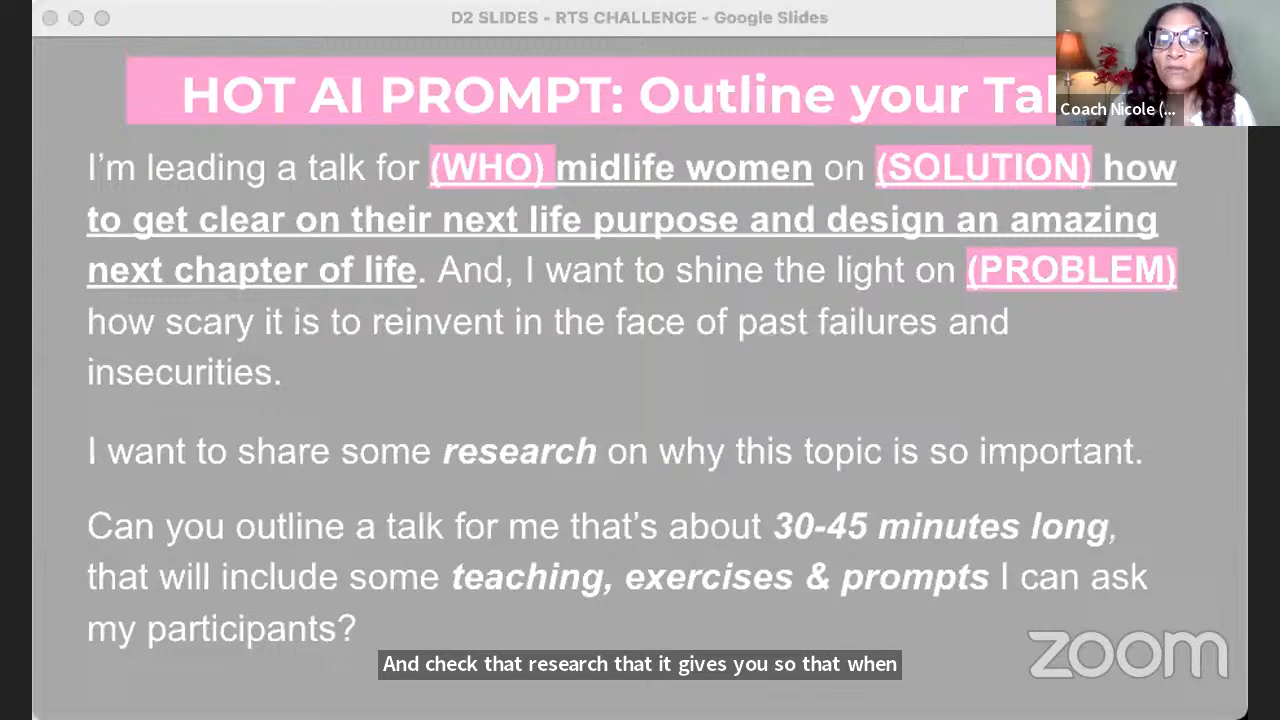 D2 SLIDES - RTS CHALLENGE - Google Slides
HOT AI PROMPT: Outline your
Coach Nicole (...
I'm leading a talk for (WHO) midlife women on (SOLUTION) how
to get clear on their next life purpose and design an amazing
next chapter of life. And, I want to shine the light on (PROBLEM)
how scary it is to reinvent in the face of past failures and
insecurities.
I want to share some research on why this topic is so important.
Can you outline a talk for me that's about 30-45 minutes long,
that will include some teaching, exercises & prompts I can ask
my participants?
And check that research that it gives you so that when
zoom